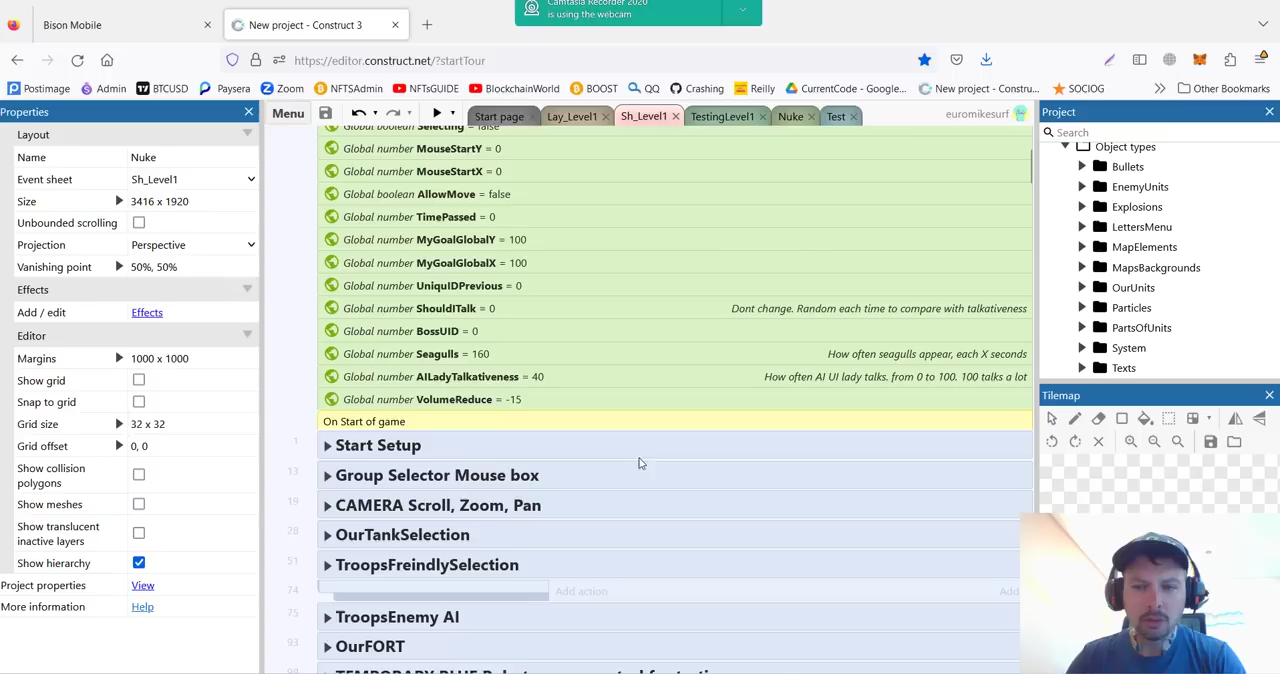 Camtasia Recorder 2020
is using the webcam
Bison Mobile
New project - Construct 3
https://editor.construct.net/?startTour
Postimage
Admin
BTCUSD
Paysera
Zoom
NFTSAdmin
NFTsGUIDE
BlockchainWorld
BOOST
QQ
Crashing
Reilly
CurrentCode - Google...
New project - Constru...
SOCIOG
Other Bookmarks
Properties
Menu
Start page
Lay_Level1
Sh_Level1
TestingLevel1
Nuke
Test
euromikesurf
Project
Layout
Name Nuke
Event sheet Sh_Level1
Size 3416 x 1920
Unbounded scrolling
Projection Perspective
Vanishing point 50%, 50%
Effects
Add / edit Effects
Editor
Margins 1000 x 1000
Show grid
Snap to grid
Grid size 32 x 32
Grid offset 0, 0
Show collision
polygons
Show meshes
Show translucent
inactive layers
Show hierarchy
Project properties View
More information Help
Global boolean Selecting = false
Global number MouseStartY = 0
Global number MouseStartX = 0
Global boolean AllowMove = false
Global number TimePassed = 0
Global number MyGoalGlobalY = 100
Global number MyGoalGlobalX = 100
Global number UniquIDPrevious = 0
Global number ShouldITalk = 0 Dont change. Random each time to compare with talkativeness
Global number BossUID = 0
Global number Seagulls = 160 How often seagulls appear, each X seconds
Global number AILadyTalkativeness = 40 How often AI UI lady talks. from 0 to 100. 100 talks a lot
Global number VolumeReduce = -15
On Start of game
1 Start Setup
13 Group Selector Mouse box
19 CAMERA Scroll, Zoom, Pan
28 OurTankSelection
51 TroopsFreindlySelection
74 Add action Add
75 TroopsEnemy AI
93 OurFORT
98
Search
Object types
Bullets
EnemyUnits
Explosions
LettersMenu
MapElements
MapsBackgrounds
OurUnits
Particles
PartsOfUnits
System
Texts
Tilemap